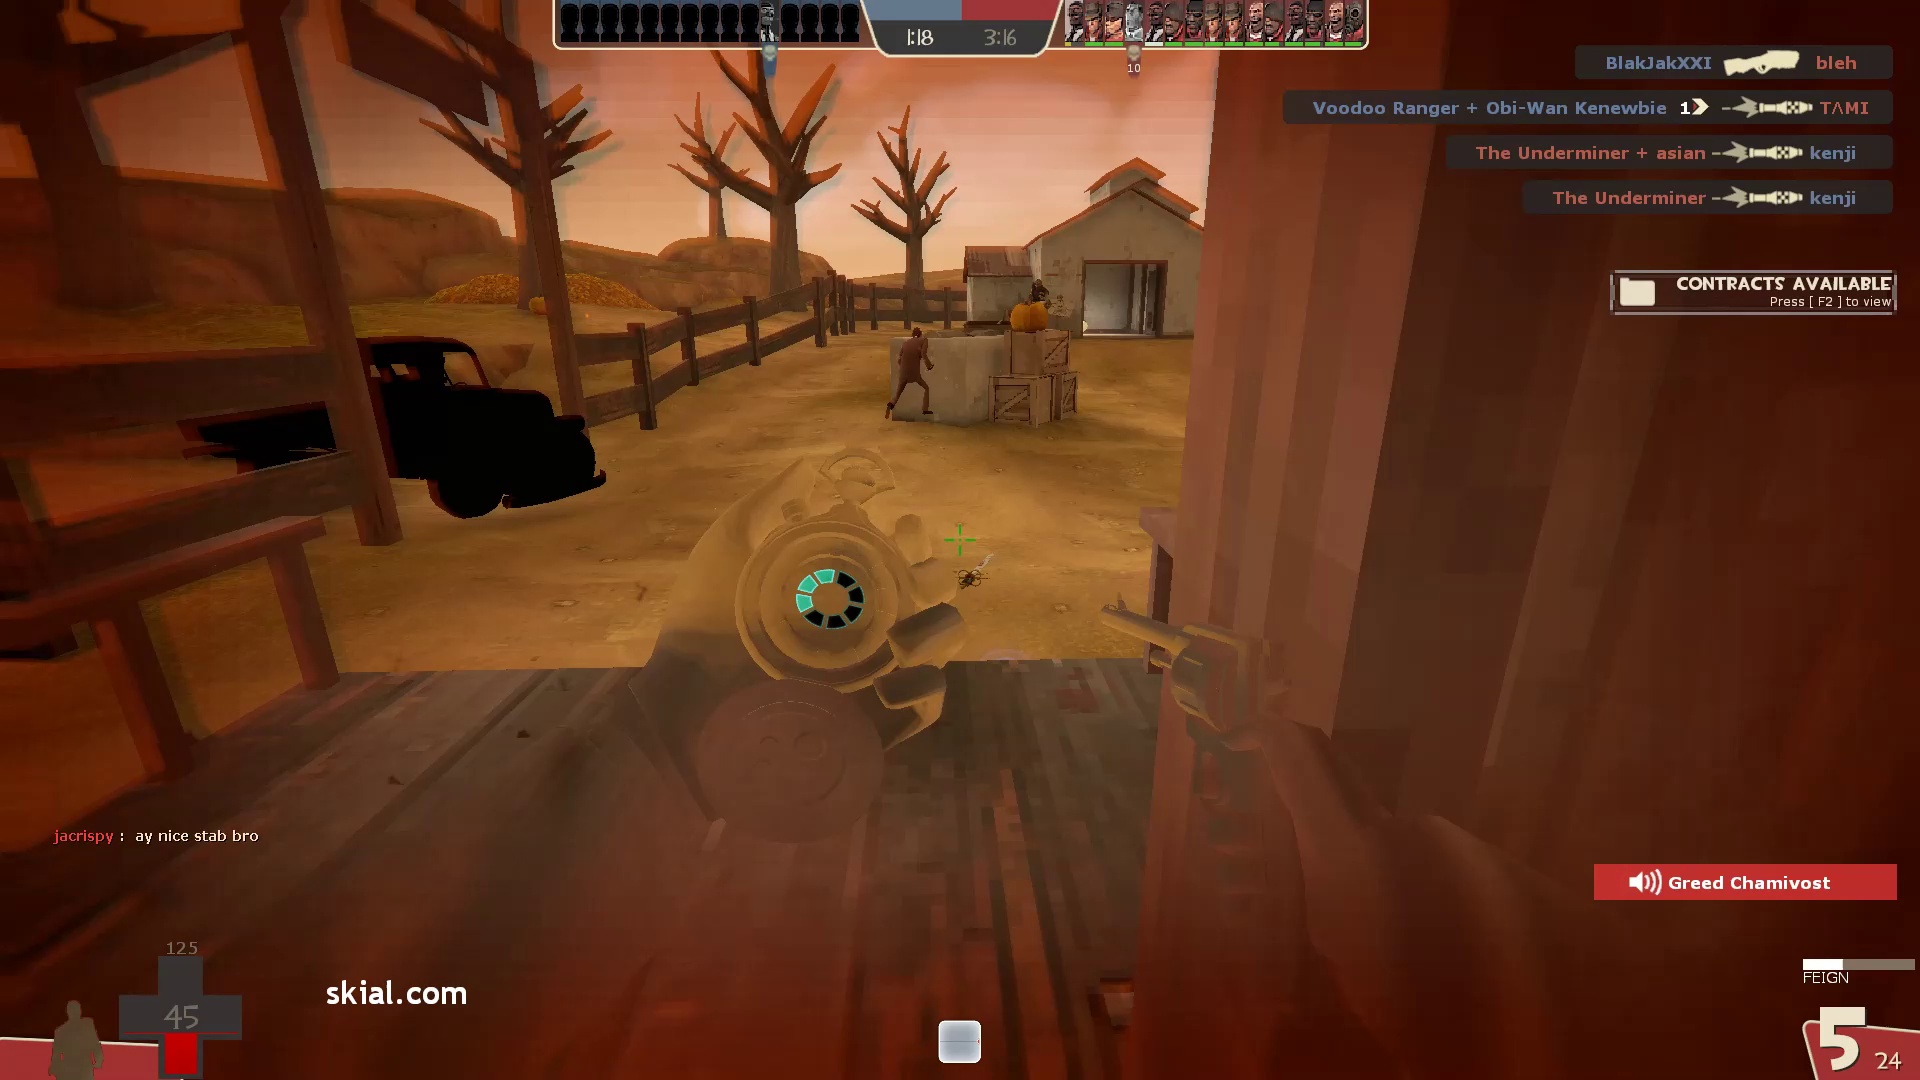 1:18 3:16
10
BlakJakXXI bleh
Voodoo Ranger + Obi-Wan Kenewbie 1 TΛMI
The Underminer + asian kenji
The Underminer kenji
CONTRACTS AVAILABLE
Press [ F2 ] to view
jacrispy : ay nice stab bro
Greed Chamivost
125
45
skial.com
FEIGN
5 24